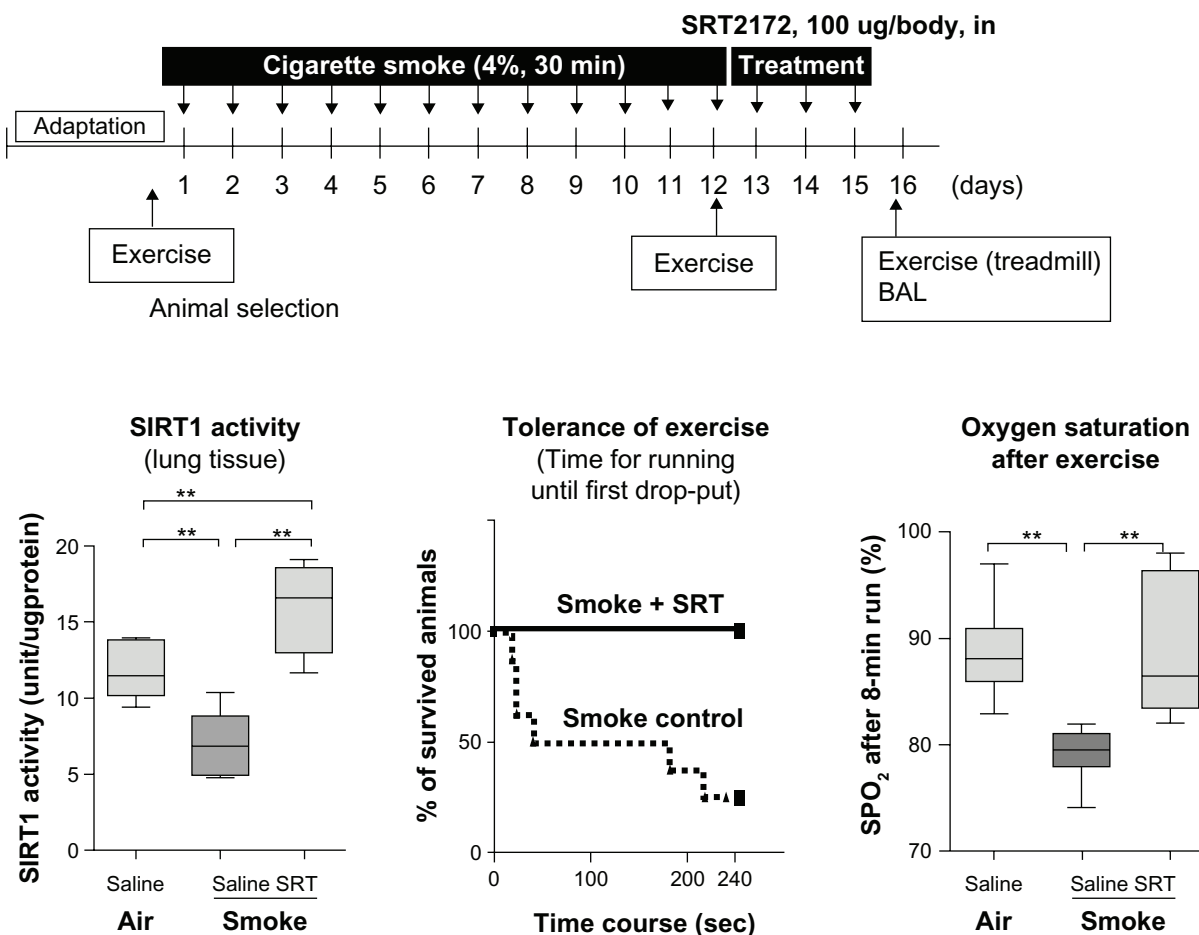 SRT2172, 100 ug/body, in
Cigarette smoke (4%, 30 min)
Treatment
Adaptation
1 2 3 4 5 6 7 8 9 10 11 12 13 14 15 16 (days)
Exercise
Animal selection
Exercise
Exercise (treadmill)
BAL
SIRT1 activity
(lung tissue)
**
** **
SIRT1 activity (unit/ugprotein)
20
15
10
5
0
Saline Saline SRT
Air Smoke
Tolerance of exercise
(Time for running
until first drop-put)
% of survived animals
100
50
0
Smoke + SRT
Smoke control
0 100 200 240
Time course (sec)
Oxygen saturation
after exercise
** **
SPO2 after 8-min run (%)
100
90
80
70
Saline Saline SRT
Air Smoke